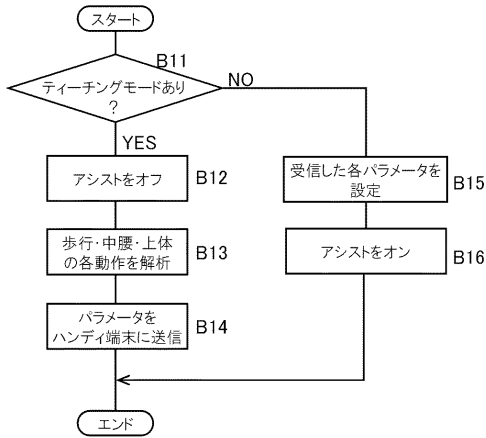 スタート
B11
ティーチングモードあり
?
NO
YES
アシストをオフ
B12
歩行・中腰・上体
の各動作を解析
B13
パラメータを
ハンディ端末に送信
B14
受信した各パラメータを
設定
B15
アシストをオン
B16
エンド